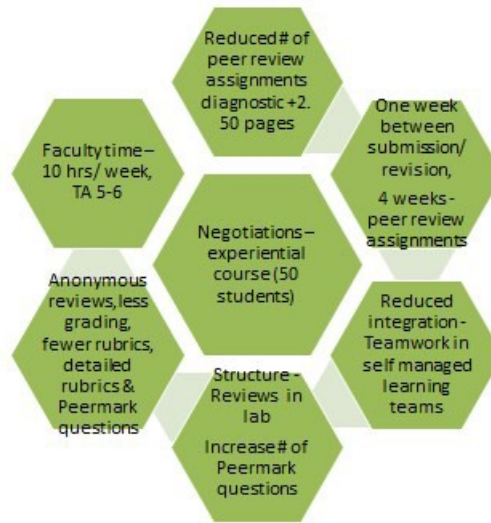 Reduced # of
peer review
assignments
diagnostic +2.
50 pages
One week
between
submission/
revision,
4 weeks-
peer review
assignments
Reduced
integration -
Teamwork in
self managed
learning
teams
Structure -
Reviews in
lab
Increase # of
Peermark
questions
Anonymous
reviews, less
grading,
fewer rubrics,
detailed
rubrics &
Peermark
questions
Faculty time –
10 hrs/ week,
TA 5-6
Negotiations –
experiential
course (50
students)